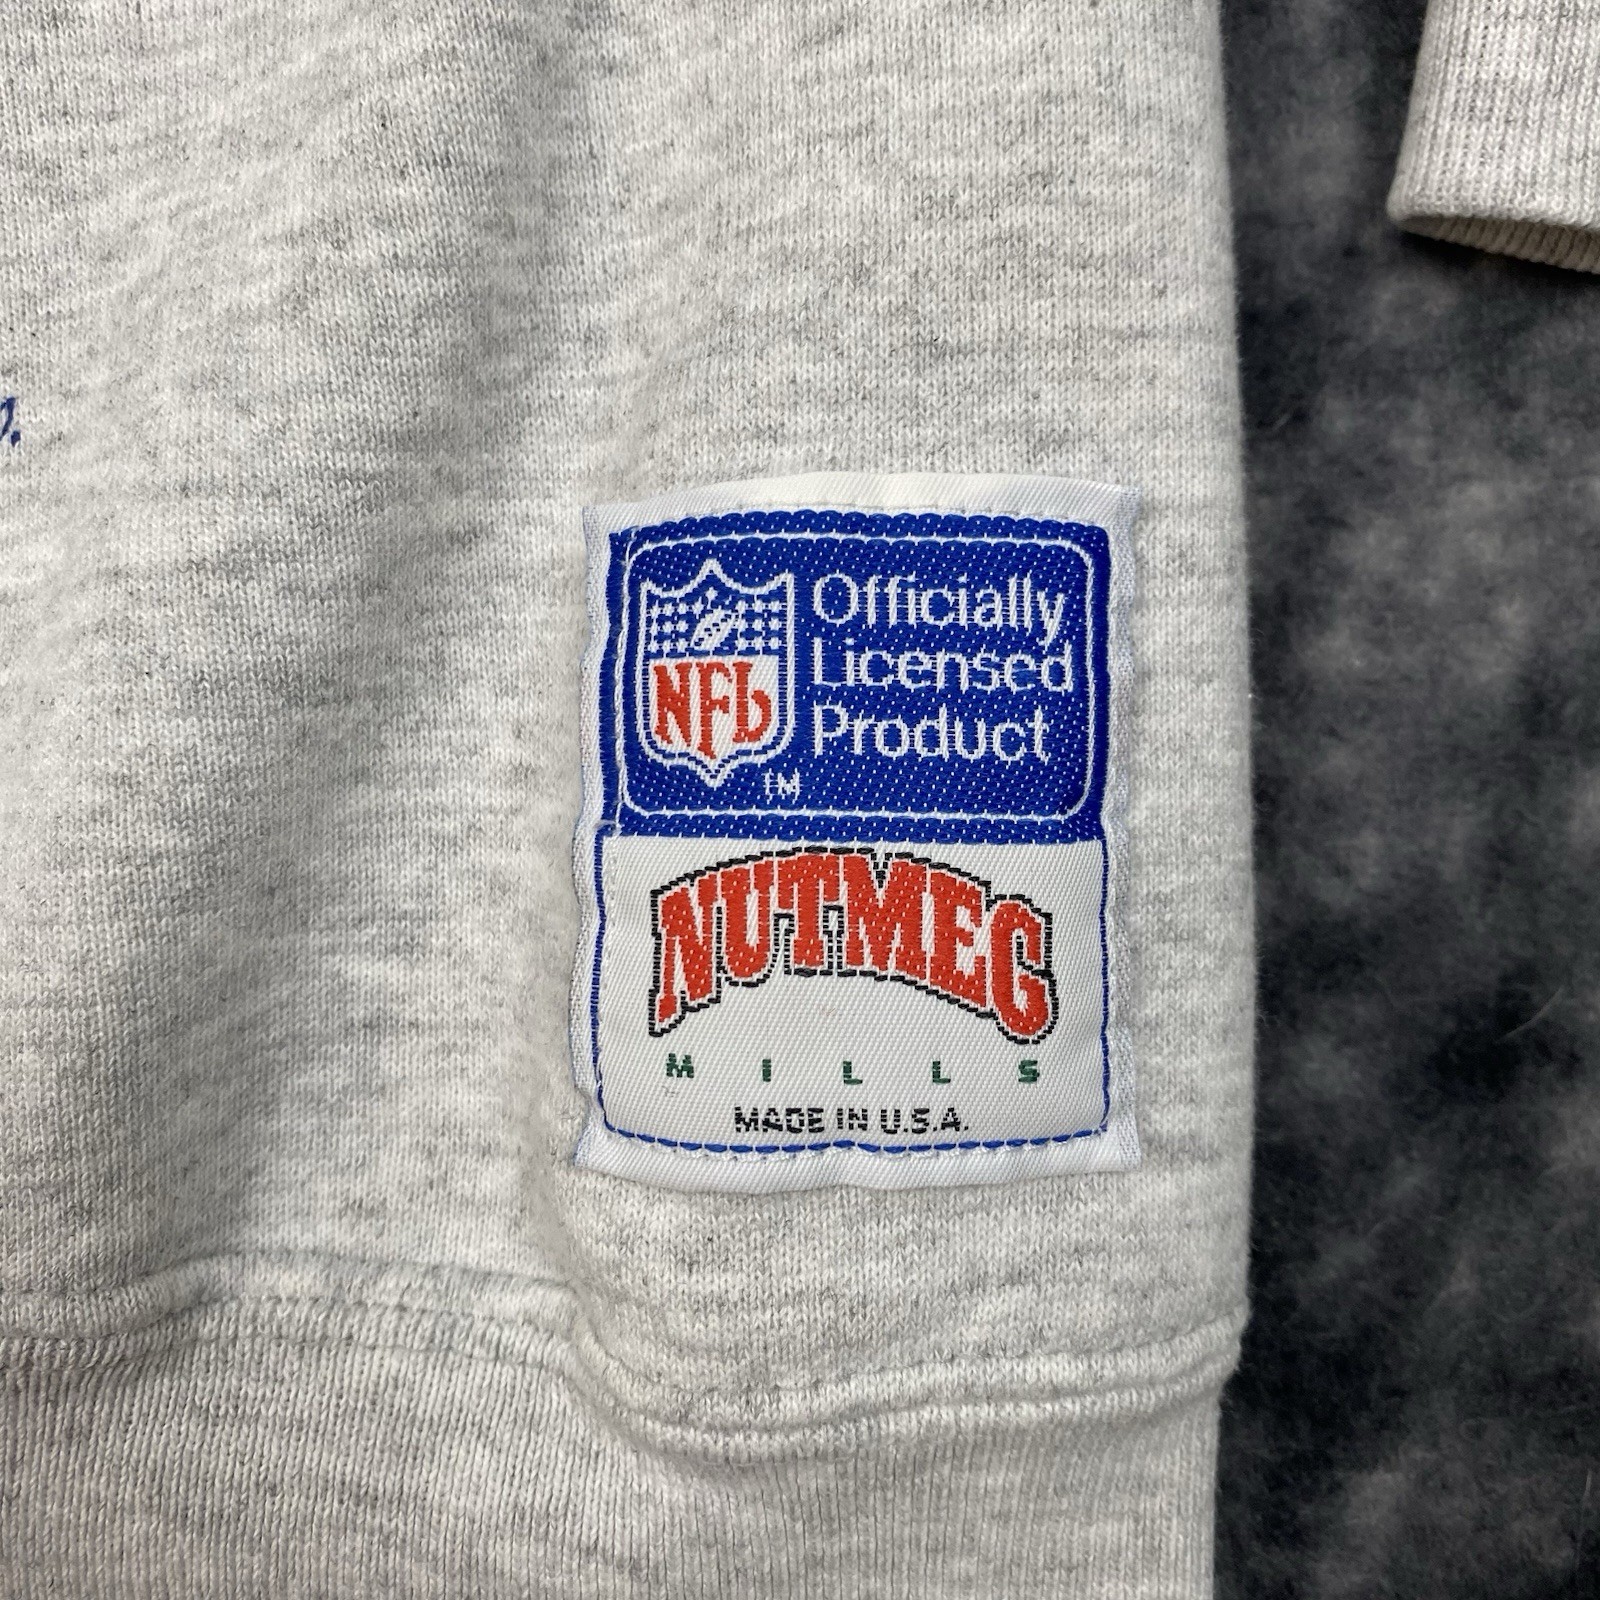 NFL
Officially
Licensed
Product
TM
NUTMEG
MILLS
MADE IN U.S.A.